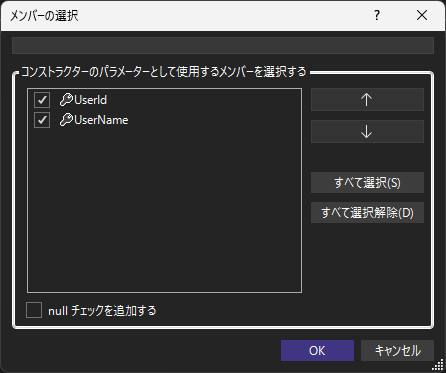 メンバーの選択
?
コンストラクターのパラメーターとして使用するメンバーを選択する
UserId
UserName
↑
↓
すべて選択(S)
すべて選択解除(D)
null チェックを追加する
OK
キャンセル